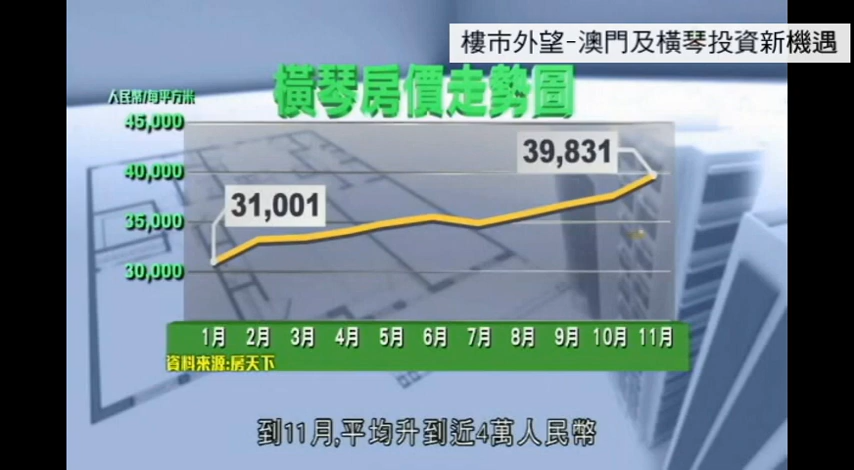 樓市外望-澳門及橫琴投資新機遇
橫琴房價走勢圖
人民幣/每平方米
45,000
40,000
35,000
30,000
31,001
39,831
1月 2月 3月 4月 5月 6月 7月 8月 9月 10月 11月
資料來源:房天下
到11月,平均升到近4萬人民幣